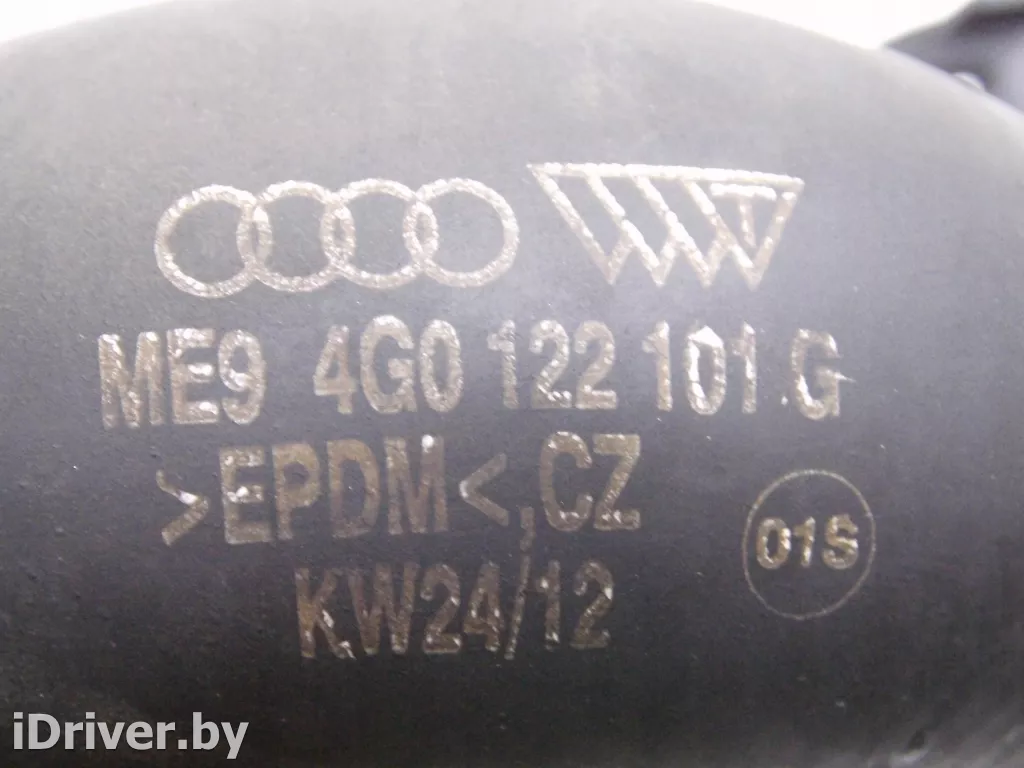 ME9 4G0 122 101 G
>EPDM<,CZ
01S
KW24/12
iDriver.by